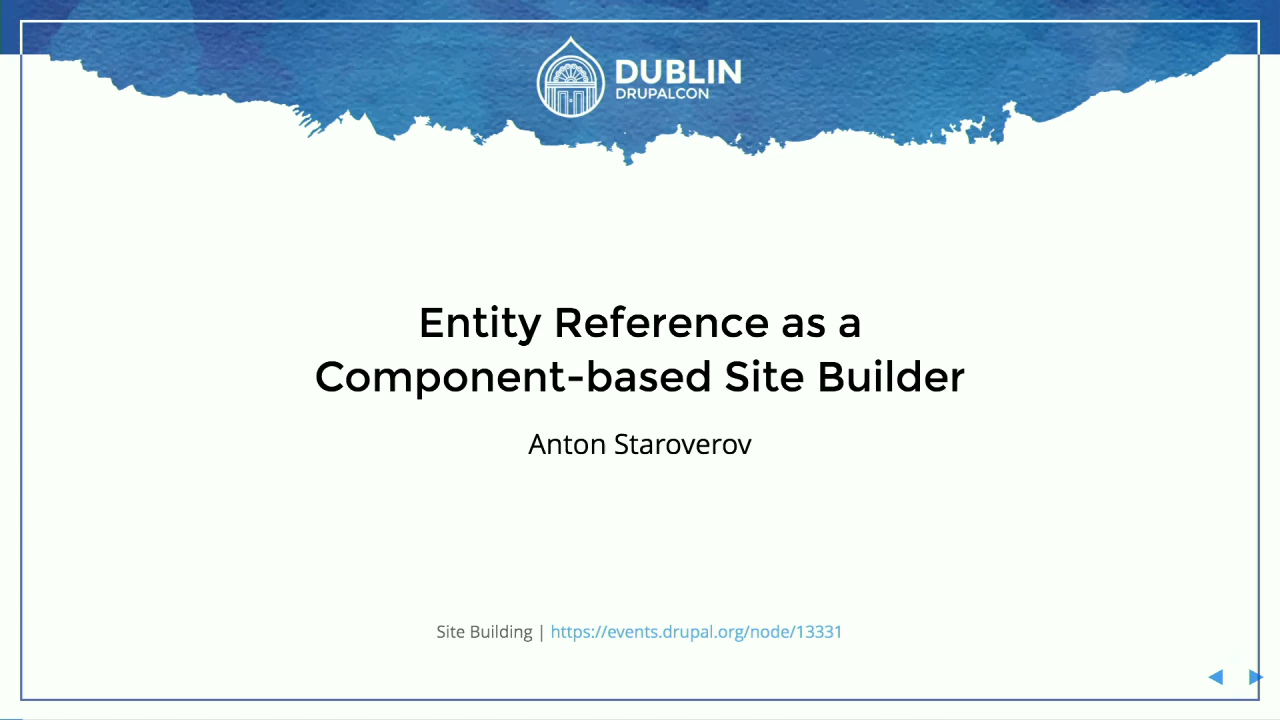 DUBLIN
DRUPALCON
Entity Reference as a
Component-based Site Builder
Anton Staroverov
Site Building | https://events.drupal.org/node/13331